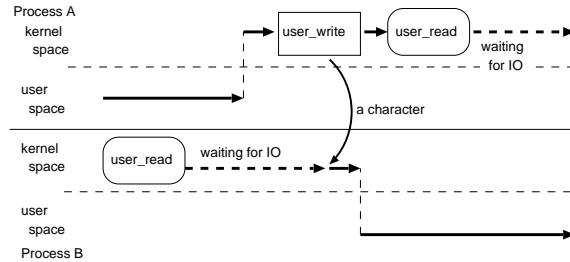 Process A
kernel
space
user_write
user_read
waiting
for IO
user
space
a character
kernel
space
user_read
waiting for IO
user
space
Process B